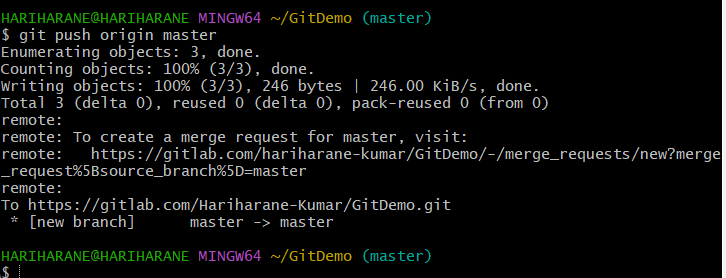 HARIHARANE@HARIHARANE MINGW64 ~/GitDemo (master)
$ git push origin master
Enumerating objects: 3, done.
Counting objects: 100% (3/3), done.
Writing objects: 100% (3/3), 246 bytes | 246.00 KiB/s, done.
Total 3 (delta 0), reused 0 (delta 0), pack-reused 0 (from 0)
remote:
remote: To create a merge request for master, visit:
remote:   https://gitlab.com/hariharane-kumar/GitDemo/-/merge_requests/new?merge
_request%5Bsource_branch%5D=master
remote:
To https://gitlab.com/Hariharane-Kumar/GitDemo.git
 * [new branch]      master -> master
HARIHARANE@HARIHARANE MINGW64 ~/GitDemo (master)
$